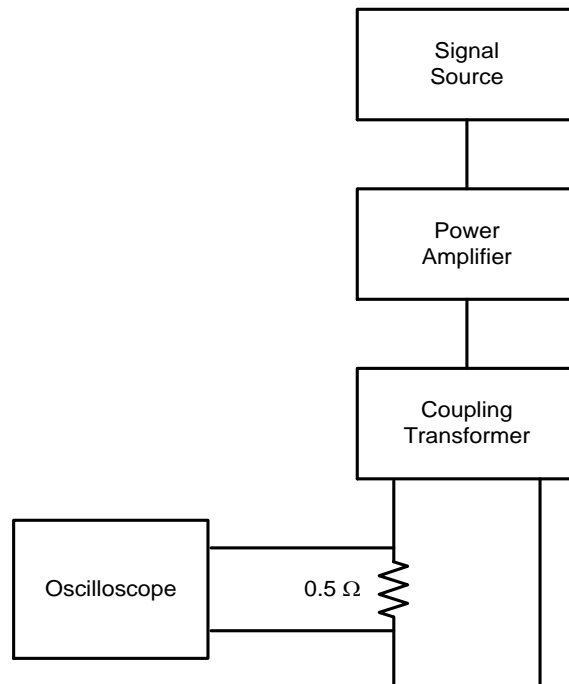 Signal
Source
Power
Amplifier
Coupling
Transformer
Oscilloscope
0.5 Ω